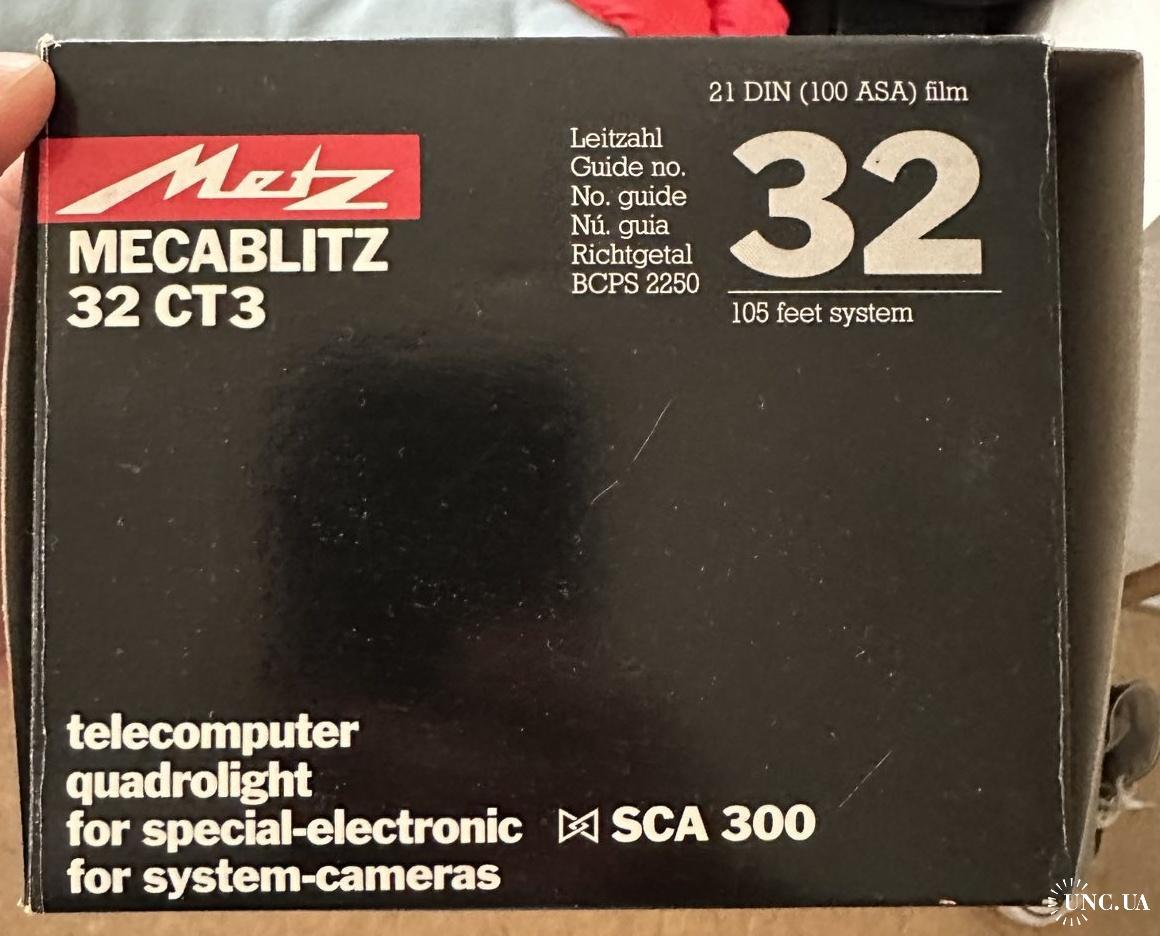 21 DIN (100 ASA) film
Metz
MECABLITZ
32 CT3
Leitzahl
Guide no.
No. guide
Nú. guia
Richtgetal
BCPS 2250
32
105 feet system
telecomputer
quadrolight
for special-electronic SCA 300
for system-cameras
UNC.UA